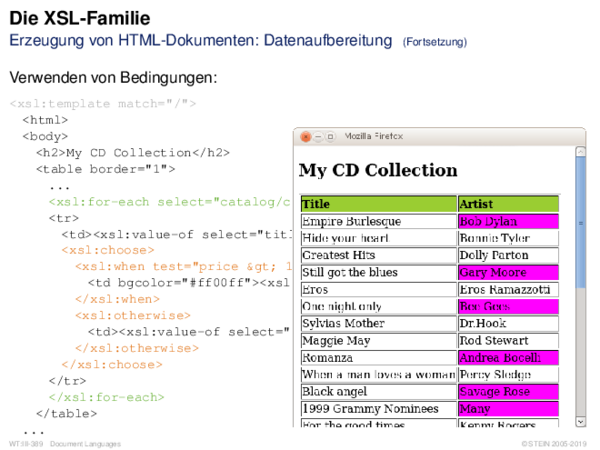 Die XSL-Familie
Erzeugung von HTML-Dokumenten: Datenaufbereitung (Fortsetzung)
Verwenden von Bedingungen:
<xsl:template match="/">
<html>
<body>
<h2>My CD Collection</h2>
<table border="1">
...
<xsl:for-each select="catalog/c
<tr>
<td><xsl:value-of select="titl
<xsl:choose>
<xsl:when test="price &gt; 1
<td bgcolor="#ff00ff"><xsl
</xsl:when>
<xsl:otherwise>
<td><xsl:value-of select="
</xsl:otherwise>
</xsl:choose>
</tr>
</xsl:for-each>
</table>
...
Mozilla Firefox
My CD Collection
Title Artist
Empire Burlesque Bob Dylan
Hide your heart Bonnie Tyler
Greatest Hits Dolly Parton
Still got the blues Gary Moore
Eros Eros Ramazzotti
One night only Bee Gees
Sylvias Mother Dr.Hook
Maggie May Rod Stewart
Romanza Andrea Bocelli
When a man loves a woman Percy Sledge
Black angel Savage Rose
1999 Grammy Nominees Many
For the good times Kenny Rogers
WT:III-389 Document Languages © STEIN 2005-2019